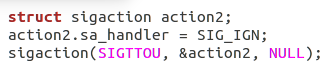 struct sigaction action2;
action2.sa_handler = SIG_IGN;
sigaction(SIGTTOU, &action2, NULL);